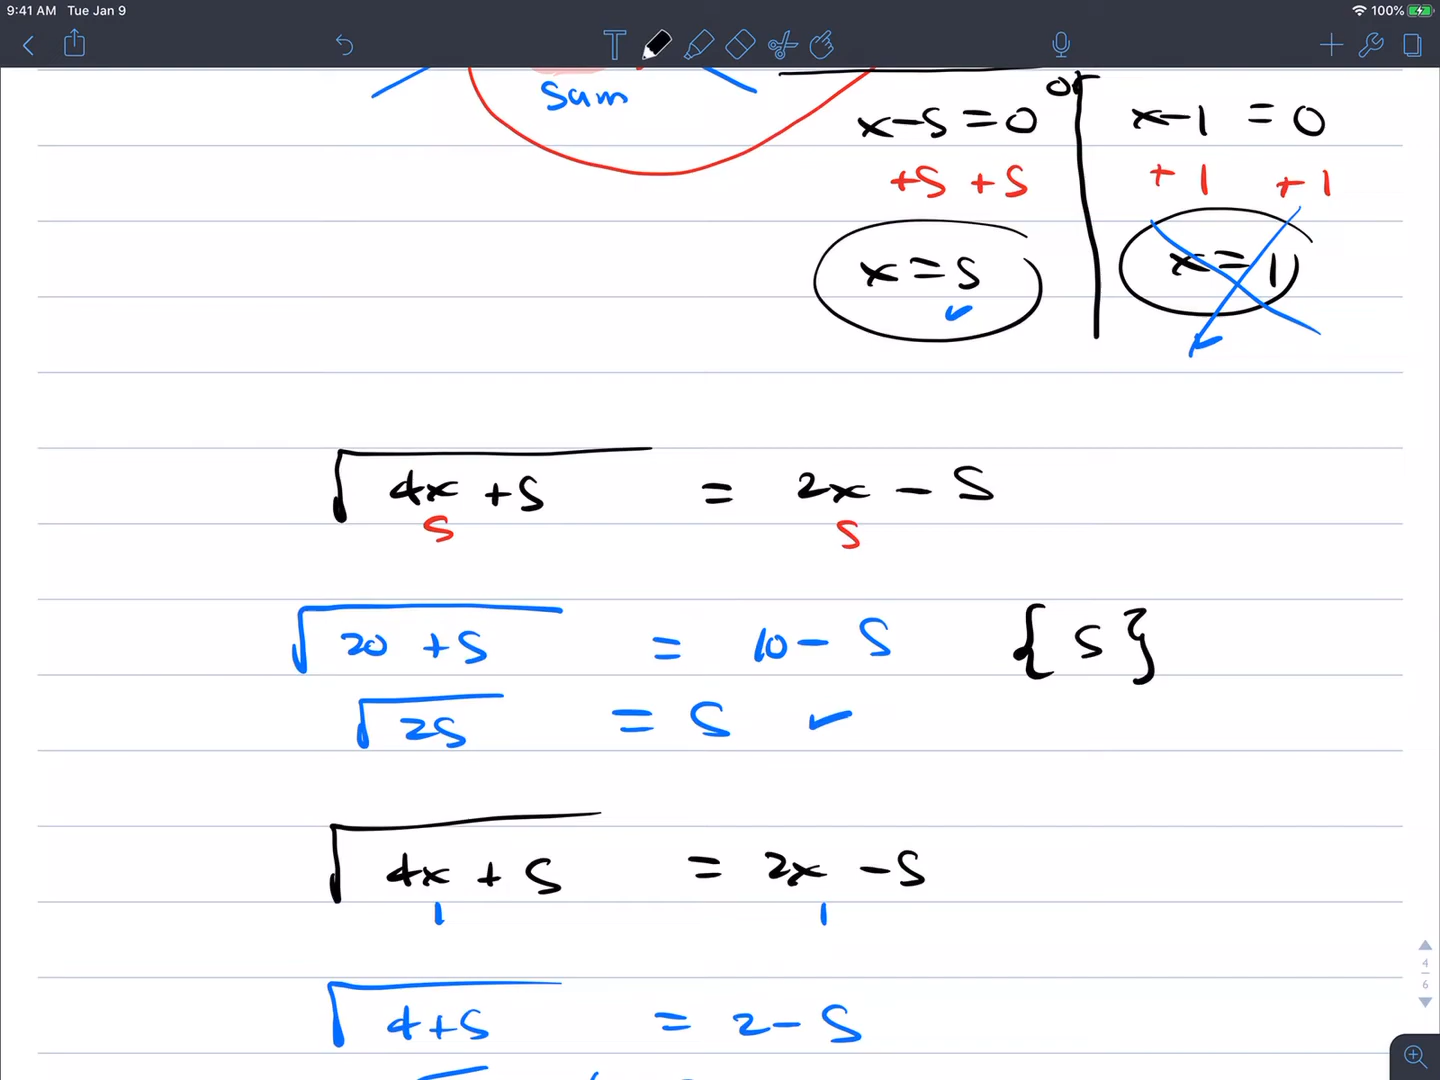 9:41 AM Tue Jan 9
100%
T
Sum
or
x-5=0
x-1 = 0
+5 +5
+1 +1
x=5 ✓
x=1
√4x+5 = 2x-5
5 5
√20+5 = 10-5 {5}
√25 = 5 ✓
√4x+5 = 2x-5
1 1
4
6
√4+5 = 2-5